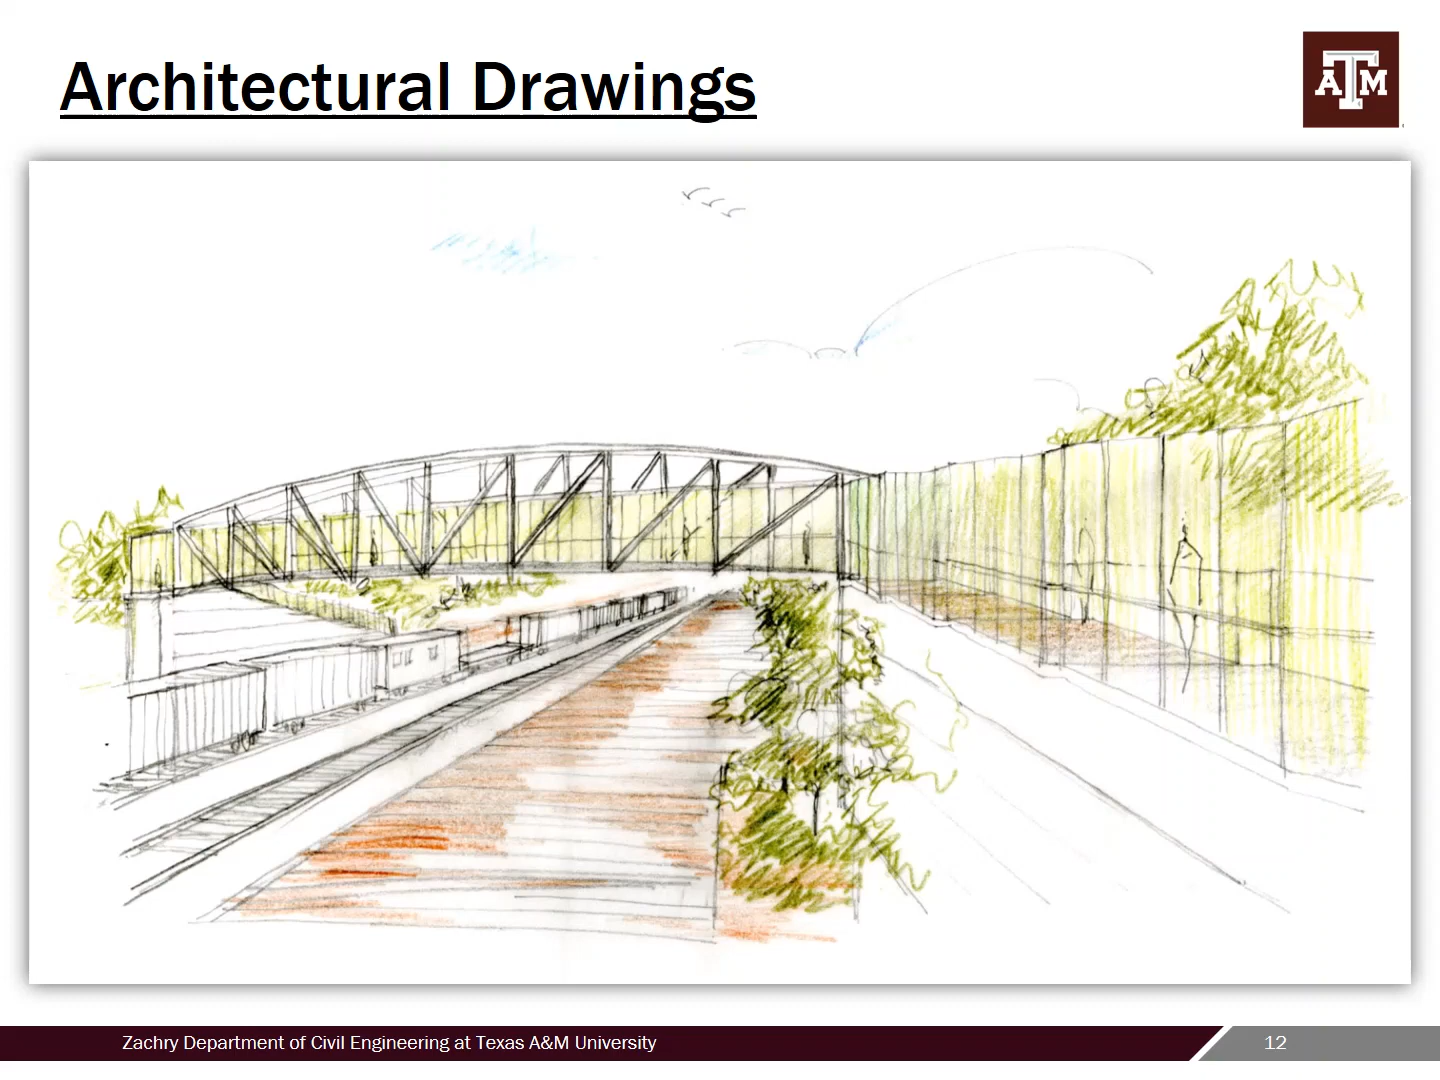 Architectural Drawings
ATM
Zachry Department of Civil Engineering at Texas A&M University
12